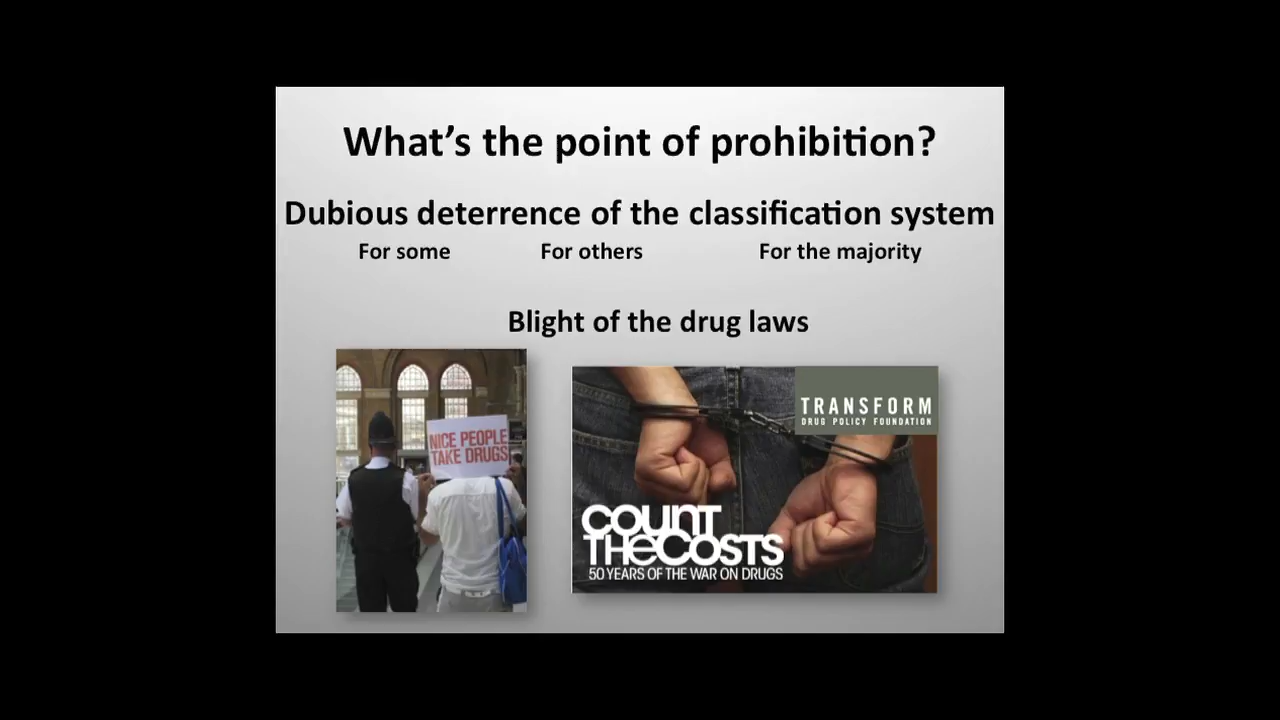 What's the point of prohibition?
Dubious deterrence of the classification system
For some For others For the majority
Blight of the drug laws
NICE PEOPLE
TAKE DRUGS
TRANSFORM
DRUG POLICY FOUNDATION
COUNT
THE COSTS
50 YEARS OF THE WAR ON DRUGS